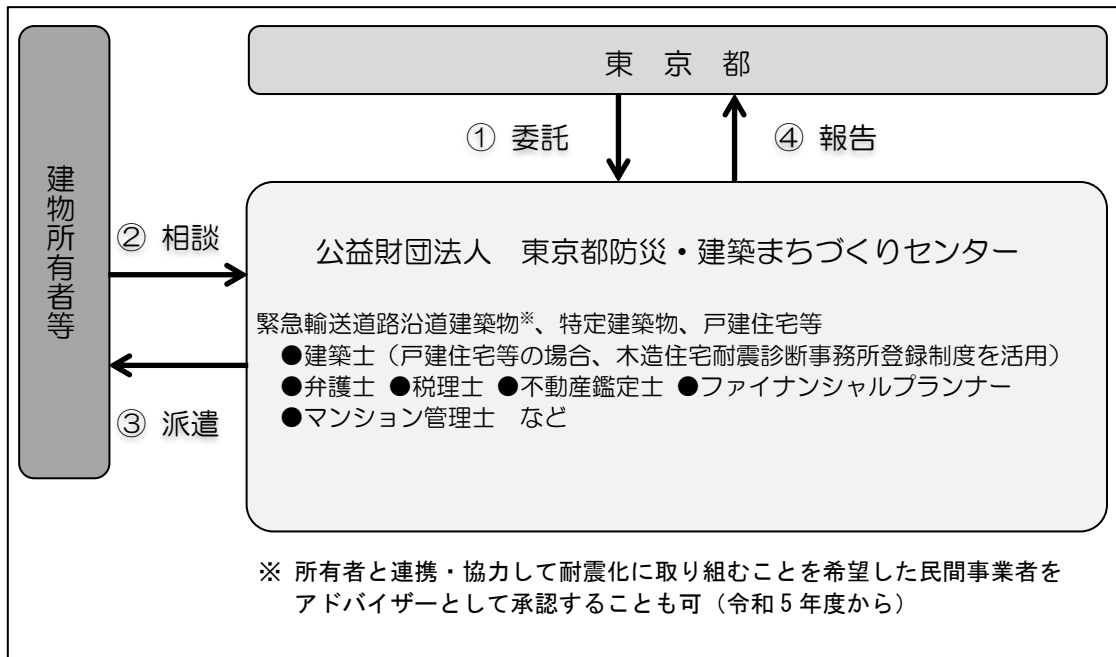 東 京 都
① 委託
④ 報告
建物所有者等
② 相談
③ 派遣
公益財団法人 東京都防災・建築まちづくりセンター
緊急輸送道路沿道建築物※、特定建築物、戸建住宅等
●建築士（戸建住宅等の場合、木造住宅耐震診断事務所登録制度を活用）
●弁護士 ●税理士 ●不動産鑑定士 ●ファイナンシャルプランナー
●マンション管理士 など
※ 所有者と連携・協力して耐震化に取り組むことを希望した民間事業者を
アドバイザーとして承認することも可（令和５年度から）